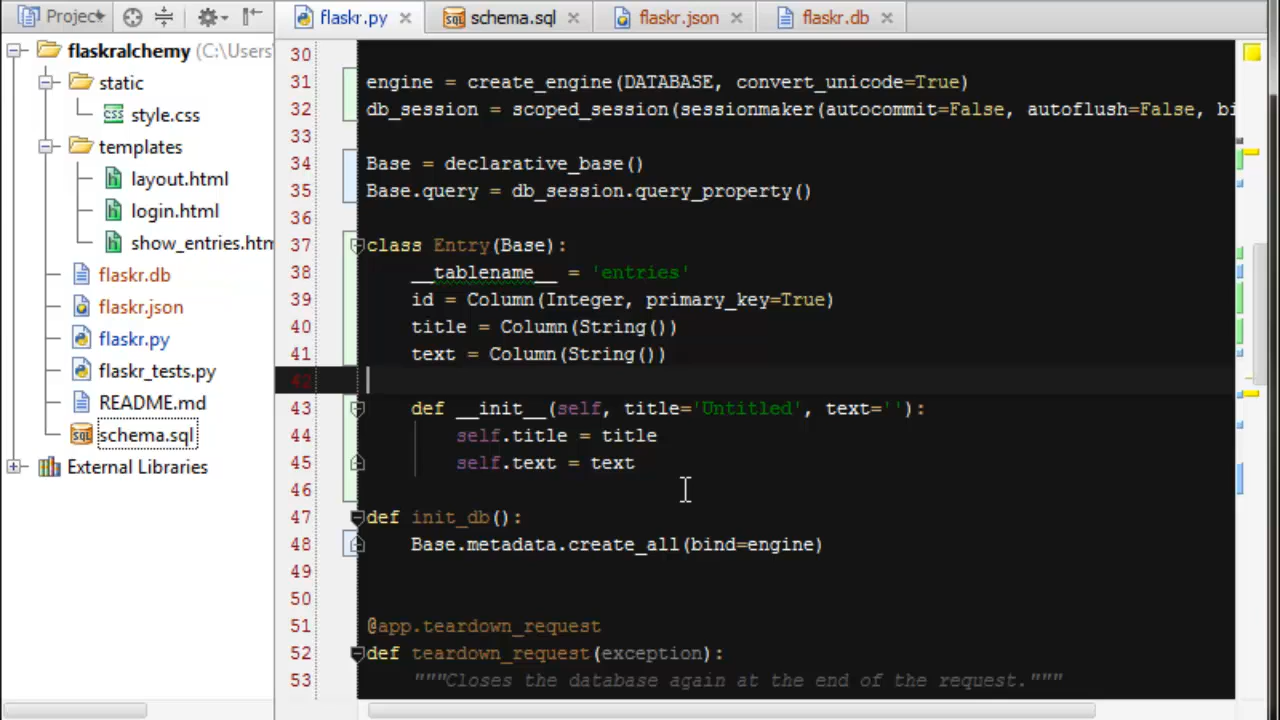 Project
flaskr.py
schema.sql
flaskr.json
flaskr.db
flaskralchemy (C:\Users
static
style.css
templates
layout.html
login.html
show_entries.htm
flaskr.db
flaskr.json
flaskr.py
flaskr_tests.py
README.md
schema.sql
External Libraries
30
31 engine = create_engine(DATABASE, convert_unicode=True)
32 db_session = scoped_session(sessionmaker(autocommit=False, autoflush=False, bi
33
34 Base = declarative_base()
35 Base.query = db_session.query_property()
36
37 class Entry(Base):
38 __tablename__ = 'entries'
39 id = Column(Integer, primary_key=True)
40 title = Column(String())
41 text = Column(String())
42
43 def __init__(self, title='Untitled', text=''):
44 self.title = title
45 self.text = text
46
47 def init_db():
48 Base.metadata.create_all(bind=engine)
49
50
51 @app.teardown_request
52 def teardown_request(exception):
53 """Closes the database again at the end of the request."""